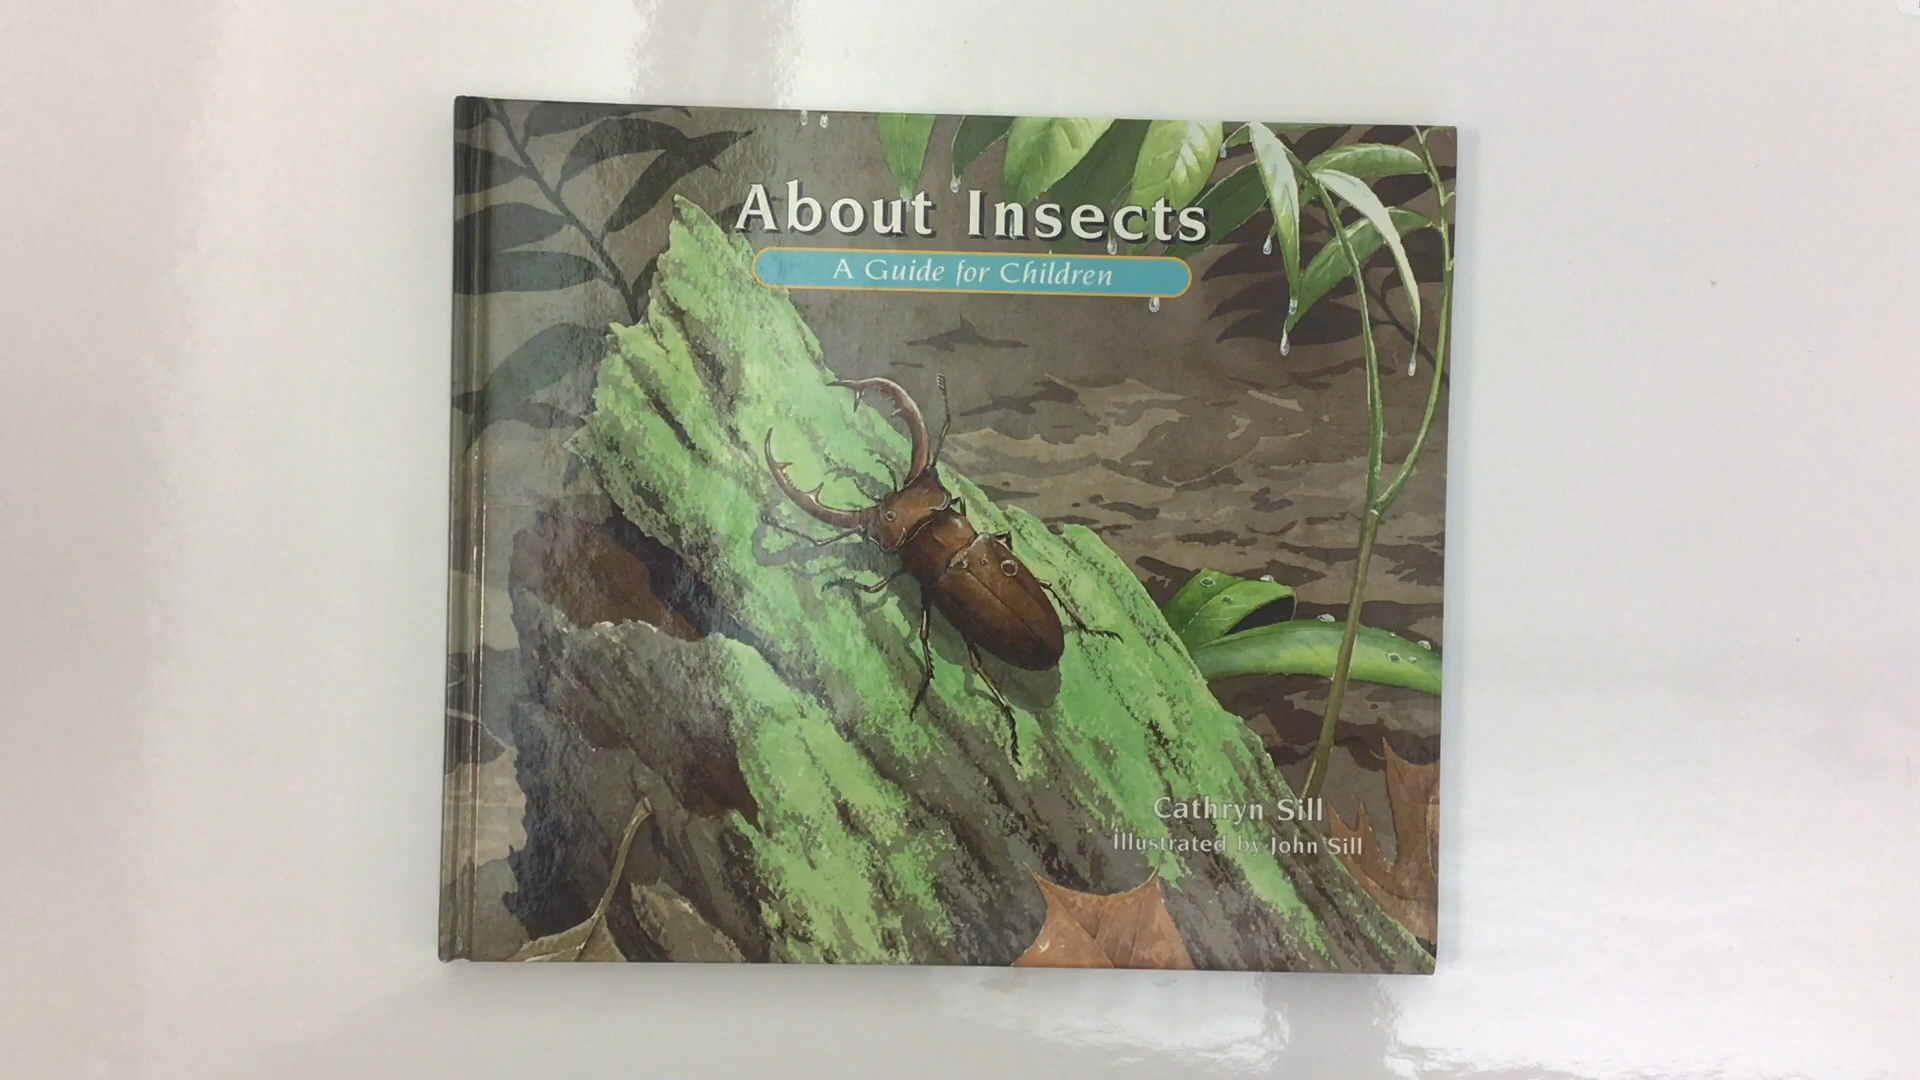 About Insects
A Guide for Children
Cathryn Sill
illustrated by John Sill